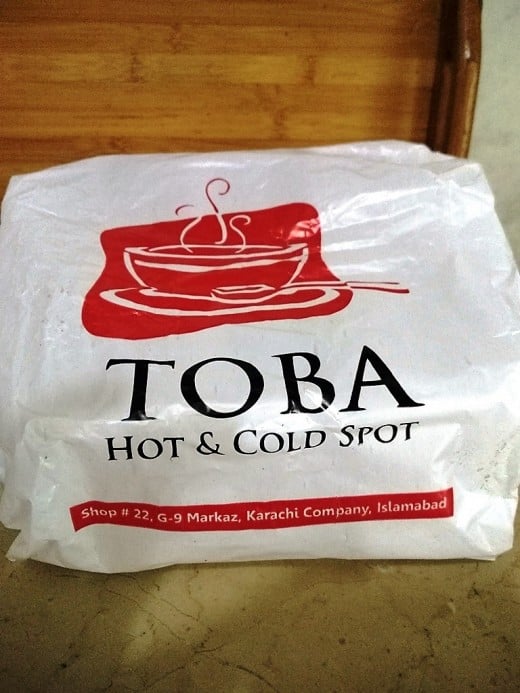 TOBA
HOT & COLD SPOT
Shop # 22, G-9 Markaz, Karachi Company, Islamabad